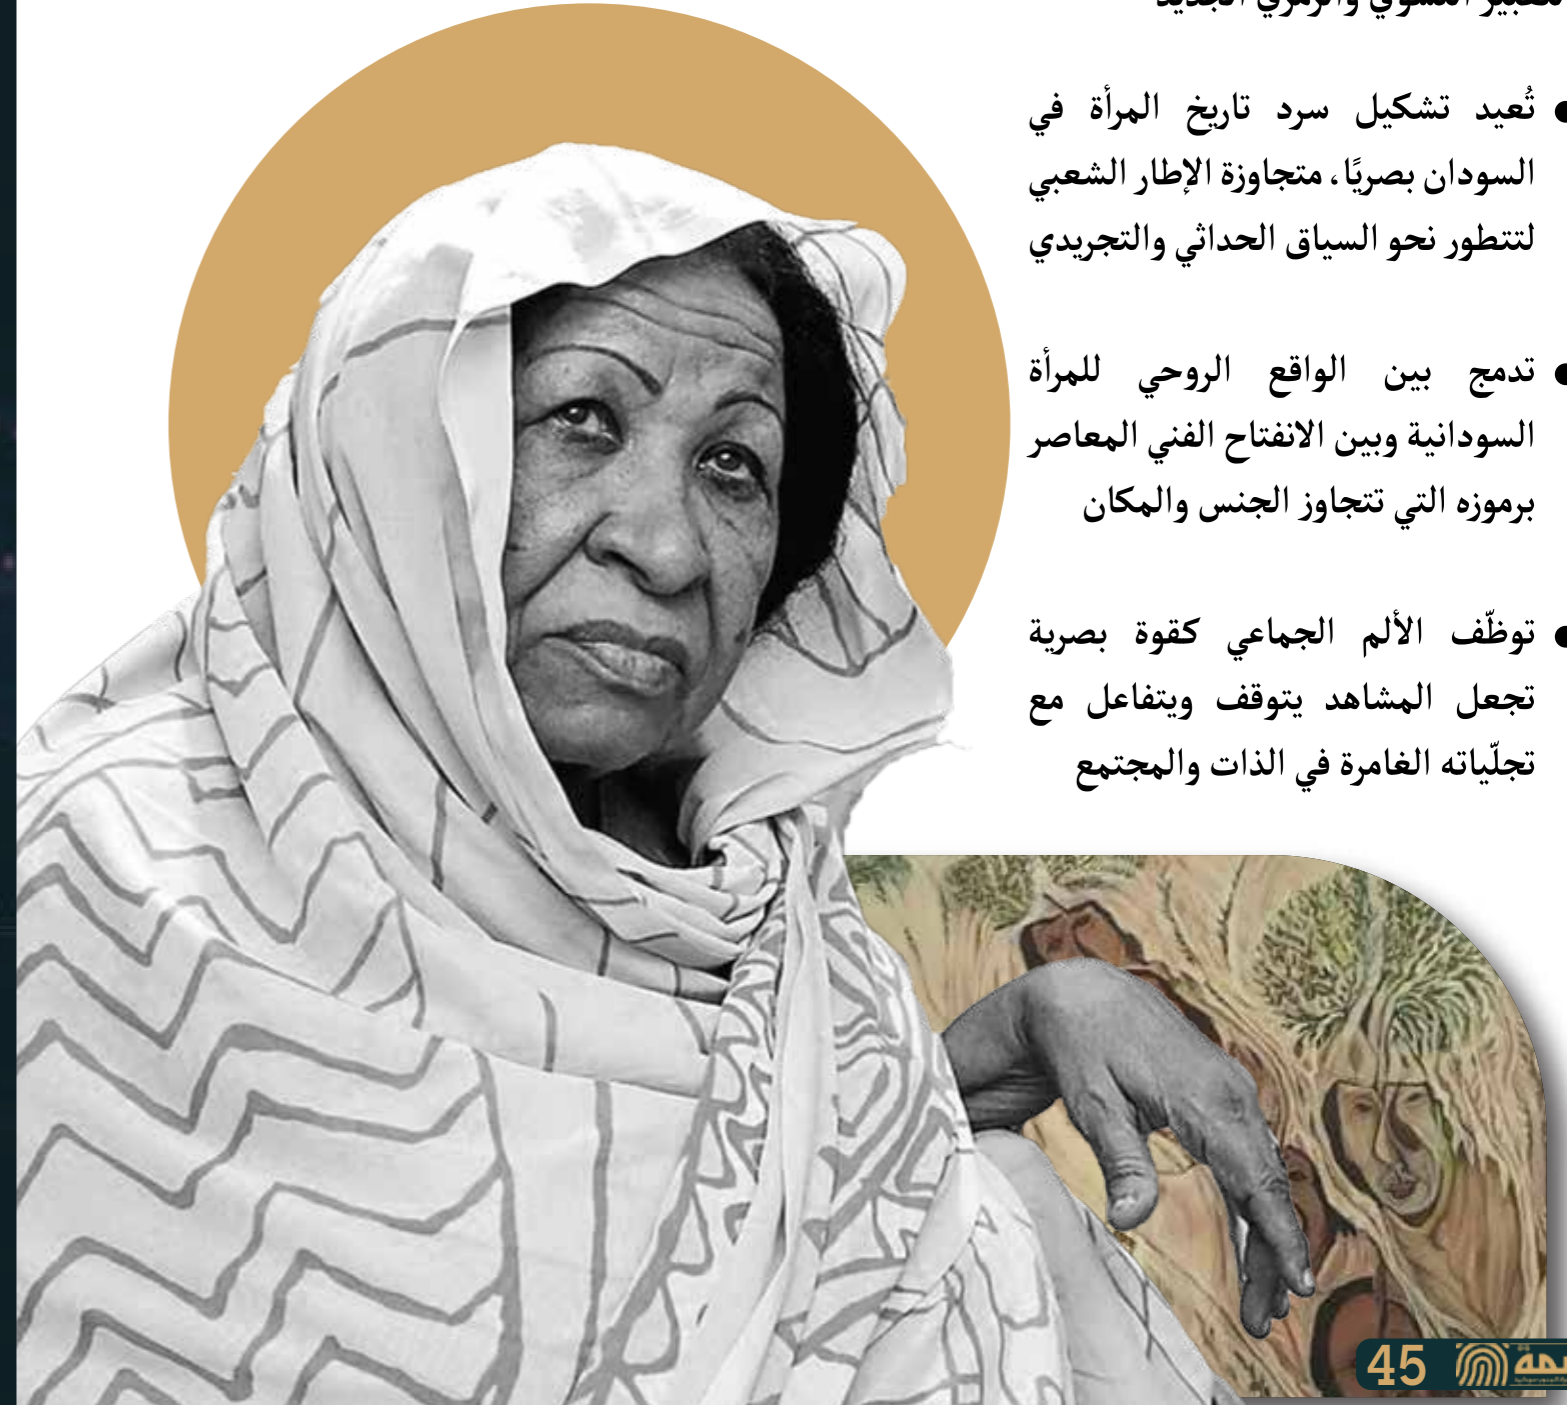 والرمزي الجديد
● تُعيد تشكيل سرد تاريخ المرأة في
السودان بصريًا، متجاوزة الإطار الشعبي
لتتطور نحو السياق الحداثي والتجريدي
● تدمج بين الواقع الروحي للمرأة
السودانية وبين الانفتاح الفني المعاصر
برموزه التي تتجاوز الجنس والمكان
● توظّف الألم الجماعي كقوة بصرية
تجعل المشاهد يتوقف ويتفاعل مع
تجلّياته الغامرة في الذات والمجتمع
45